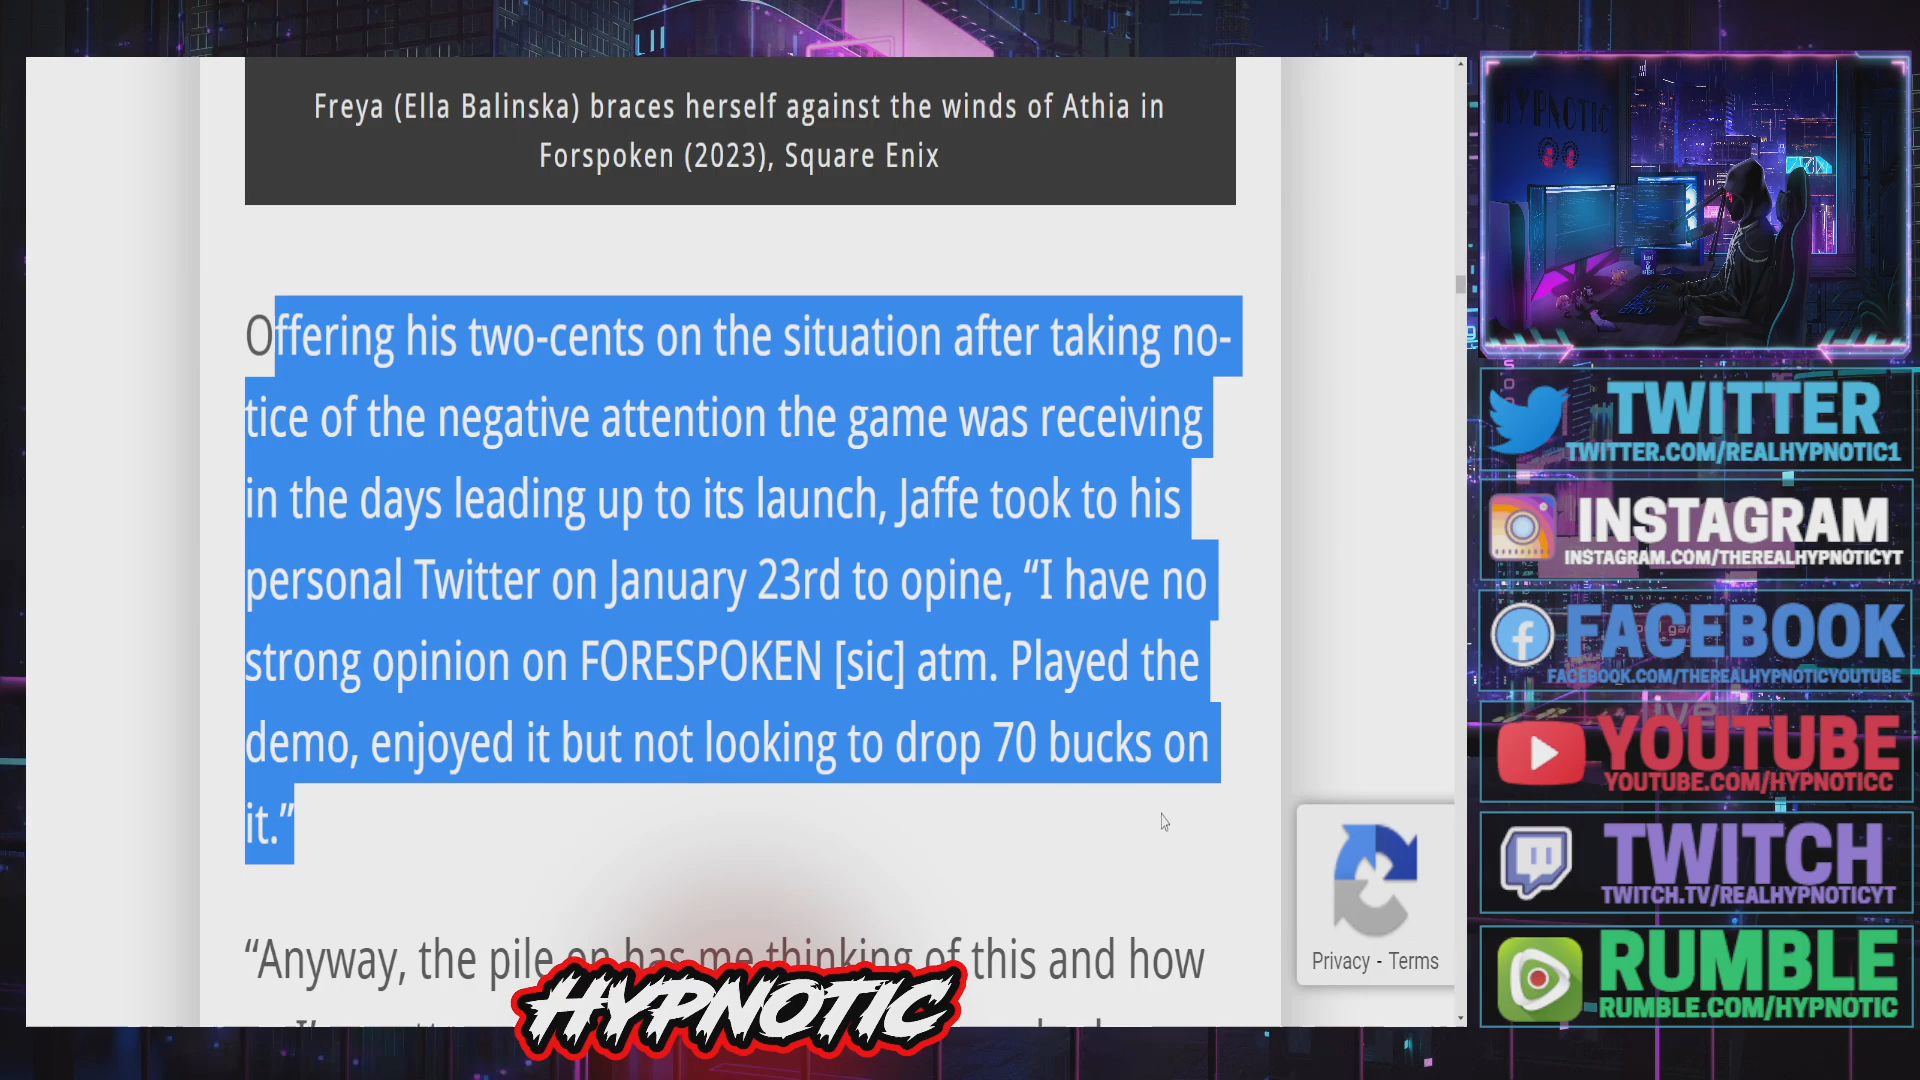 Freya (Ella Balinska) braces herself against the winds of Athia in
Forspoken (2023), Square Enix
Offering his two-cents on the situation after taking no-
tice of the negative attention the game was receiving
in the days leading up to its launch, Jaffe took to his
personal Twitter on January 23rd to opine, “I have no
strong opinion on FORESPOKEN [sic] atm. Played the
demo, enjoyed it but not looking to drop 70 bucks on
it.”
“Anyway, the pile on has me thinking of this and how
HYPNOTIC
Privacy - Terms
HYPNOTIC
TWITTER
TWITTER.COM/REALHYPNOTIC1
INSTAGRAM
INSTAGRAM.COM/THEREALHYPNOTICYT
FACEBOOK
FACEBOOK.COM/THEREALHYPNOTICYOUTUBE
YOUTUBE
YOUTUBE.COM/HYPNOTICC
TWITCH
TWITCH.TV/REALHYPNOTICYT
RUMBLE
RUMBLE.COM/HYPNOTIC